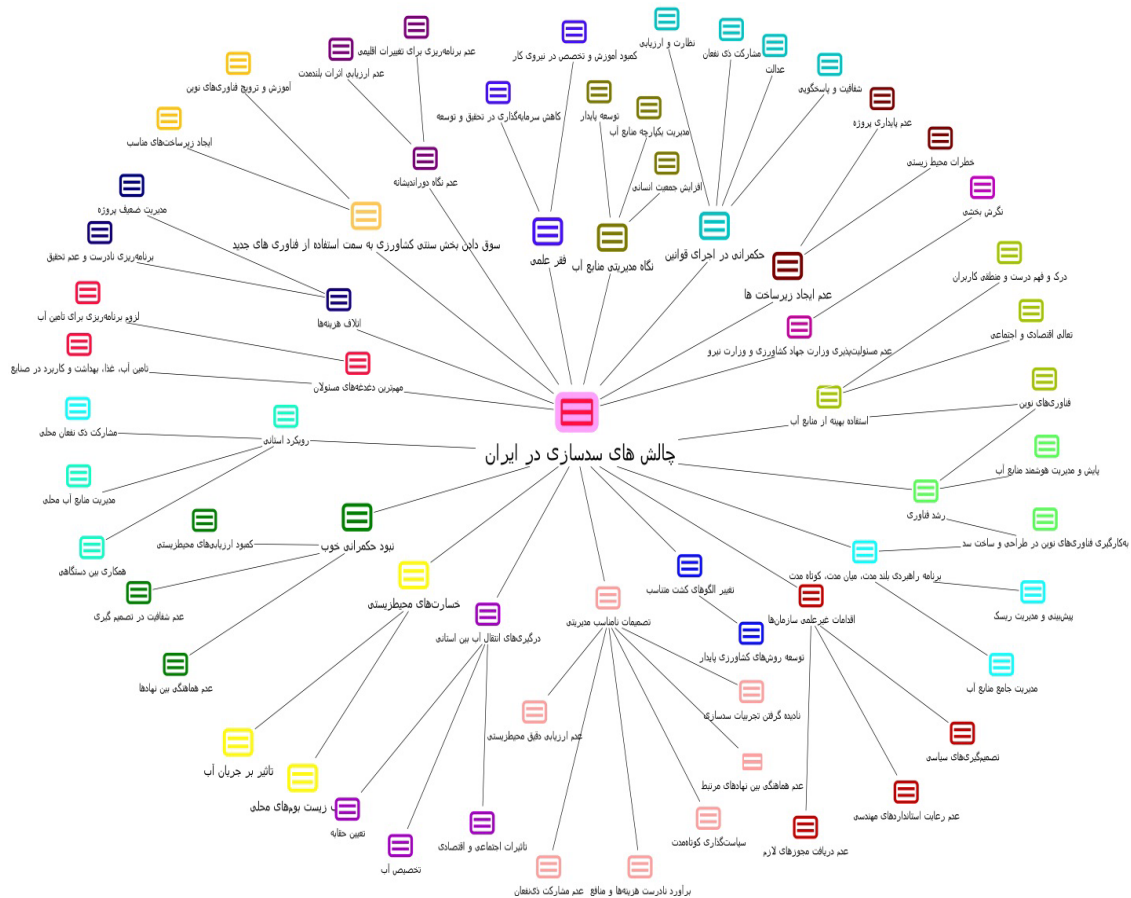 نظارت و ارزیابی
مشارکت ذی نفعان
عدالت
عدم برنامه‌ریزی برای تغییرات اقلیمی
کمبود آموزش و تخصص در نیروی کار
عدم ارزیابی اثرات بلندمدت
شفافیت و پاسخگویی
آموزش و ترویج فناوری‌های نوین
کاهش سرمایه‌گذاری در تحقیق و توسعه
توسعه پایدار
مدیریت یکپارچه منابع آب
عدم پایداری پروژه
ایجاد زیرساخت‌های مناسب
خطرات محیط زیستی
عدم نگاه دوراندیشانه
افزایش جمعیت انسانی
نگرش بخشی
مدیریت ضعیف پروژه
سوق دادن بخش سنتی کشاورزی به سمت استفاده از فناوری های جدید
فقر علمی
نگاه مدیریتی منابع آب
حکمرانی در اجرای قوانین
برنامه‌ریزی نادرست و عدم تحقیق
درک و فهم درست و منطقی کاربران
عدم ایجاد زیرساخت ها
لزوم برنامه‌ریزی برای تامین آب
اتلاف هزینه‌ها
تعالی اقتصادی و اجتماعی
عدم مسئولیت‌پذیری وزارت جهاد کشاورزی و وزارت نیرو
تامین آب، غذا، بهداشت و کاربرد در صنایع
مهمترین دغدغه‌های مسئولان
فناوری‌های نوین
استفاده بهینه از منابع آب
مشارکت ذی نفعان محلی
رویکرد استانی
چالش های سدسازی در ایران
پایش و مدیریت هوشمند منابع آب
مدیریت منابع آب محلی
رشد فناوری
کمبود ارزیابی‌های محیط‌زیستی
نبود حکمرانی خوب
به‌کارگیری فناوری‌های نوین در طراحی و ساخت سد
همکاری بین دستگاهی
برنامه راهبردی بلند مدت، میان مدت، کوتاه مدت
تغییر الگوهای کشت متناسب
خسارت‌های محیط‌زیستی
عدم شفافیت در تصمیم گیری
تصمیمات نامناسب مدیریتی
اقدامات غیرعلمی سازمان‌ها
پیش‌بینی و مدیریت ریسک
درگیری‌های انتقال آب بین استانی
توسعه روش‌های کشاورزی پایدار
عدم هماهنگی بین نهادها
مدیریت جامع منابع آب
نادیده گرفتن تجربیات سدسازی
عدم ارزیابی دقیق محیط‌زیستی
تصمیم‌گیری‌های سیاسی
تاثیر بر جریان آب
عدم هماهنگی بین نهادهای مرتبط
زیست بوم‌های محلی
عدم رعایت استانداردهای مهندسی
تعیین حقابه
تاثیرات اجتماعی و اقتصادی
سیاست‌گذاری کوتاه‌مدت
عدم دریافت مجوزهای لازم
تخصیص آب
عدم مشارکت ذی‌نفعان
برآورد نادرست هزینه‌ها و منافع